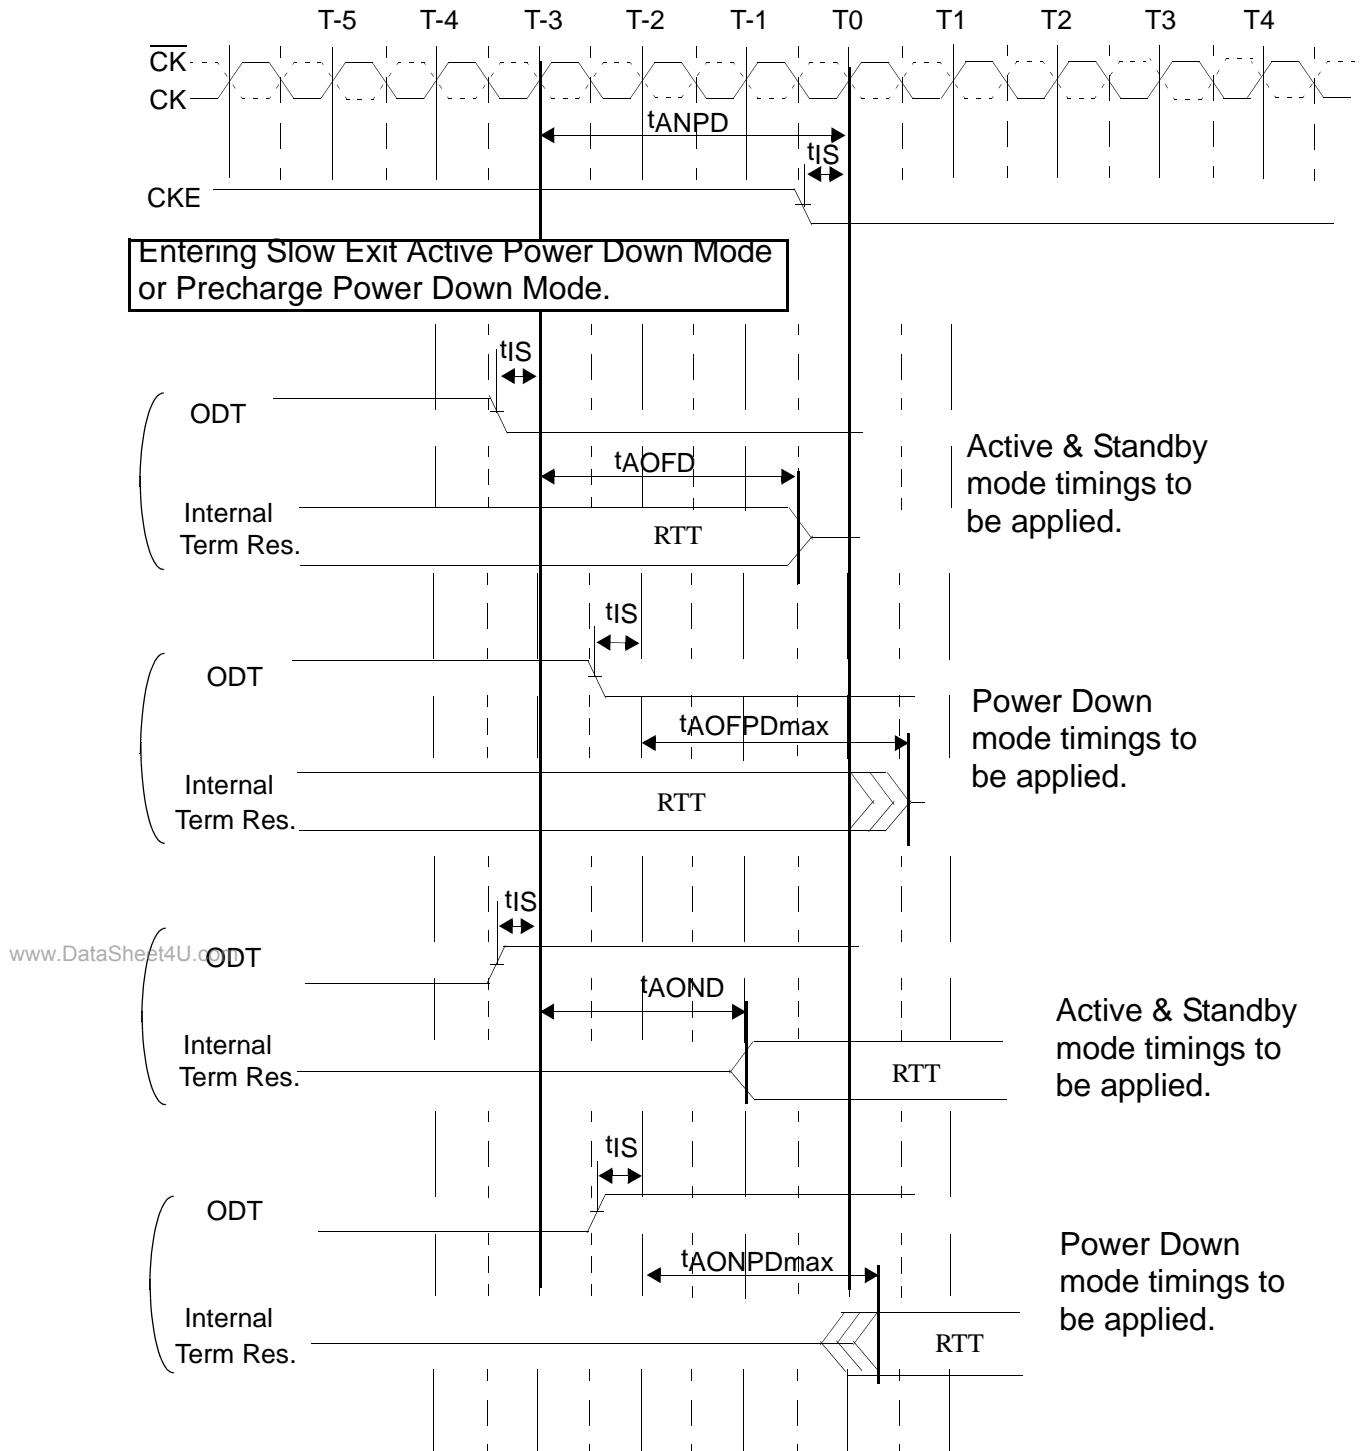 T-5 T-4 T-3 T-2 T-1 T0 T1 T2 T3 T4
CK
CK
tANPD
tIS
CKE
Entering Slow Exit Active Power Down Mode
or Precharge Power Down Mode.
tIS
ODT
tAOFD
Internal
Term Res.
RTT
Active & Standby
mode timings to
be applied.
tIS
ODT
tAOFPDmax
Internal
Term Res.
RTT
Power Down
mode timings to
be applied.
tIS
www.DataSheet4U.com
ODT
tAOND
Internal
Term Res.
RTT
Active & Standby
mode timings to
be applied.
tIS
ODT
tAONPDmax
Internal
Term Res.
RTT
Power Down
mode timings to
be applied.